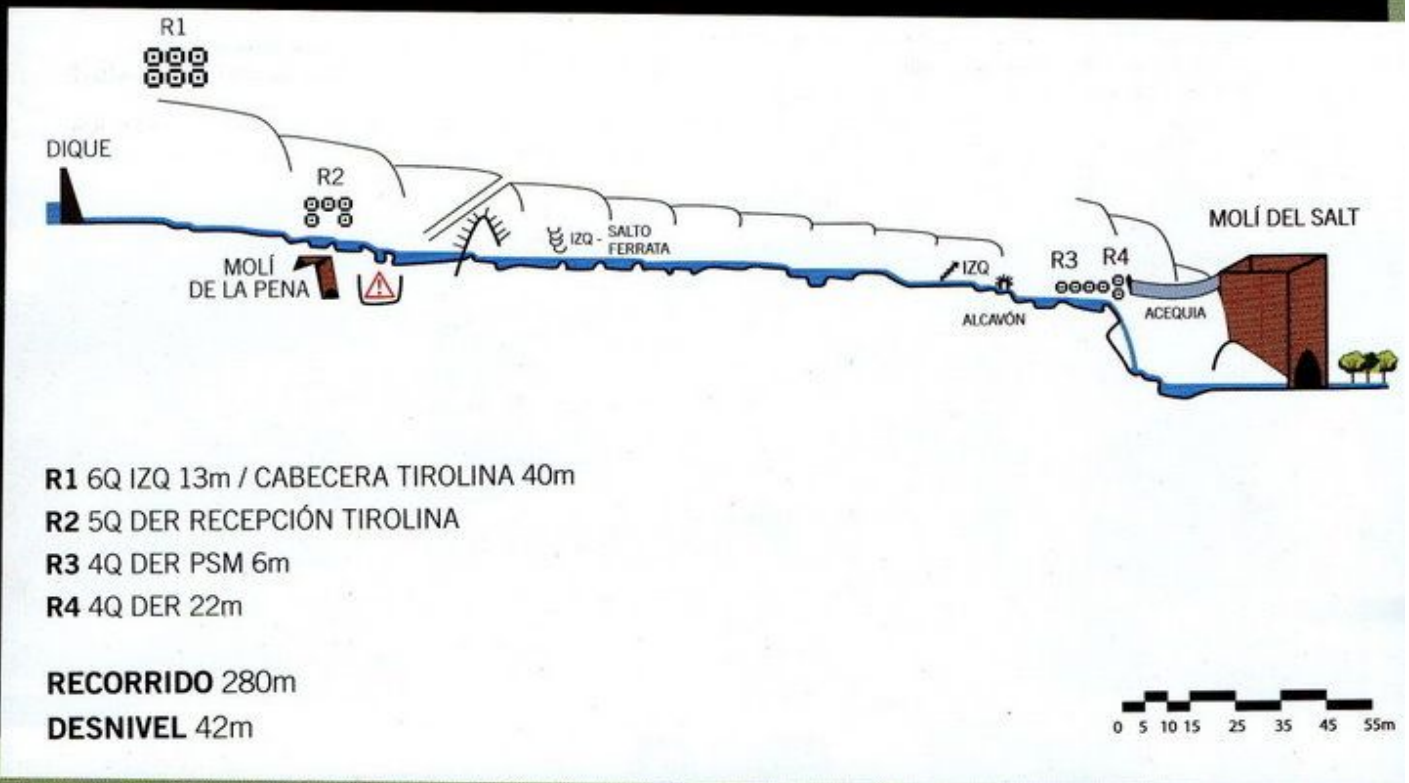 R1
DIQUE
R2
MOLÍ
DE LA PENA
IZQ - SALTO
FERRATA
IZQ
ALCAVÓN
R3
R4
ACEQUIA
MOLÍ DEL SALT
R1 6Q IZQ 13m / CABECERA TIROLINA 40m
R2 5Q DER RECEPCIÓN TIROLINA
R3 4Q DER PSM 6m
R4 4Q DER 22m
RECORRIDO 280m
DESNIVEL 42m
0 5 10 15 25 35 45 55m